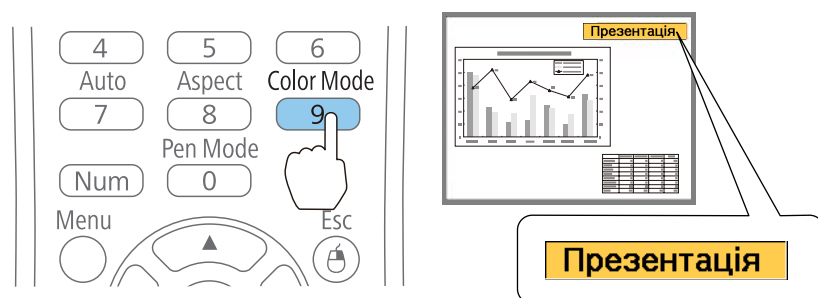 4 5 6
Auto Aspect Color Mode
7 8 9
Pen Mode
Num 0
Menu Esc
Презентація
Презентація